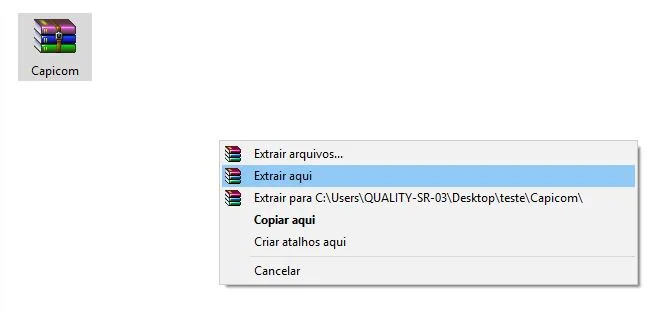 Capicom
Extrair arquivos...
Extrair aqui
Extrair para C:\Users\QUALITY-SR-03\Desktop\teste\Capicom\
Copiar aqui
Criar atalhos aqui
Cancelar